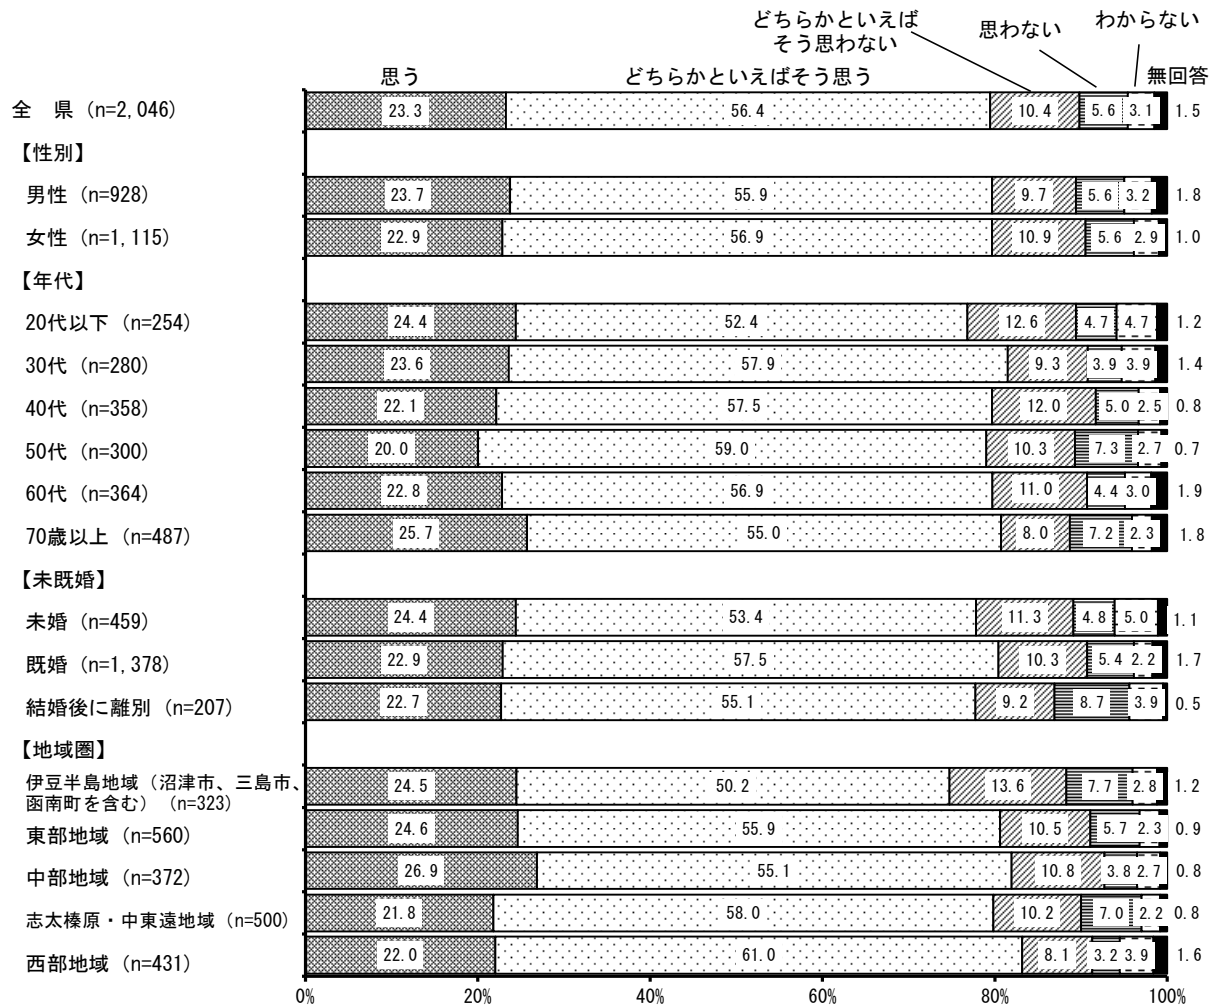 どちらかといえば
そう思わない
思わない
わからない
思う
どちらかといえばそう思う
無回答
全　県 (n=2,046) 23.3 56.4 10.4 5.6 3.1 1.5
【性別】
男性 (n=928) 23.7 55.9 9.7 5.6 3.2 1.8
女性 (n=1,115) 22.9 56.9 10.9 5.6 2.9 1.0
【年代】
20代以下 (n=254) 24.4 52.4 12.6 4.7 4.7 1.2
30代 (n=280) 23.6 57.9 9.3 3.9 3.9 1.4
40代 (n=358) 22.1 57.5 12.0 5.0 2.5 0.8
50代 (n=300) 20.0 59.0 10.3 7.3 2.7 0.7
60代 (n=364) 22.8 56.9 11.0 4.4 3.0 1.9
70歳以上 (n=487) 25.7 55.0 8.0 7.2 2.3 1.8
【未既婚】
未婚 (n=459) 24.4 53.4 11.3 4.8 5.0 1.1
既婚 (n=1,378) 22.9 57.5 10.3 5.4 2.2 1.7
結婚後に離別 (n=207) 22.7 55.1 9.2 8.7 3.9 0.5
【地域圏】
伊豆半島地域（沼津市、三島市、
函南町を含む） (n=323) 24.5 50.2 13.6 7.7 2.8 1.2
東部地域 (n=560) 24.6 55.9 10.5 5.7 2.3 0.9
中部地域 (n=372) 26.9 55.1 10.8 3.8 2.7 0.8
志太榛原・中東遠地域 (n=500) 21.8 58.0 10.2 7.0 2.2 0.8
西部地域 (n=431) 22.0 61.0 8.1 3.2 3.9 1.6
0% 20% 40% 60% 80% 100%